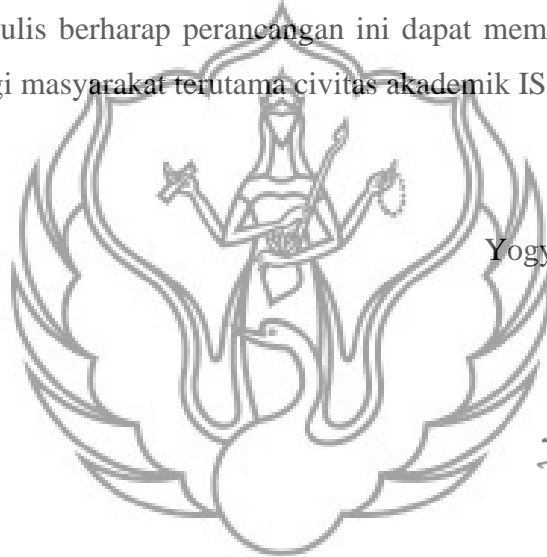 ulis berharap perancangan ini dapat mem
gi masyarakat terutama civitas akademik IS
Yogy